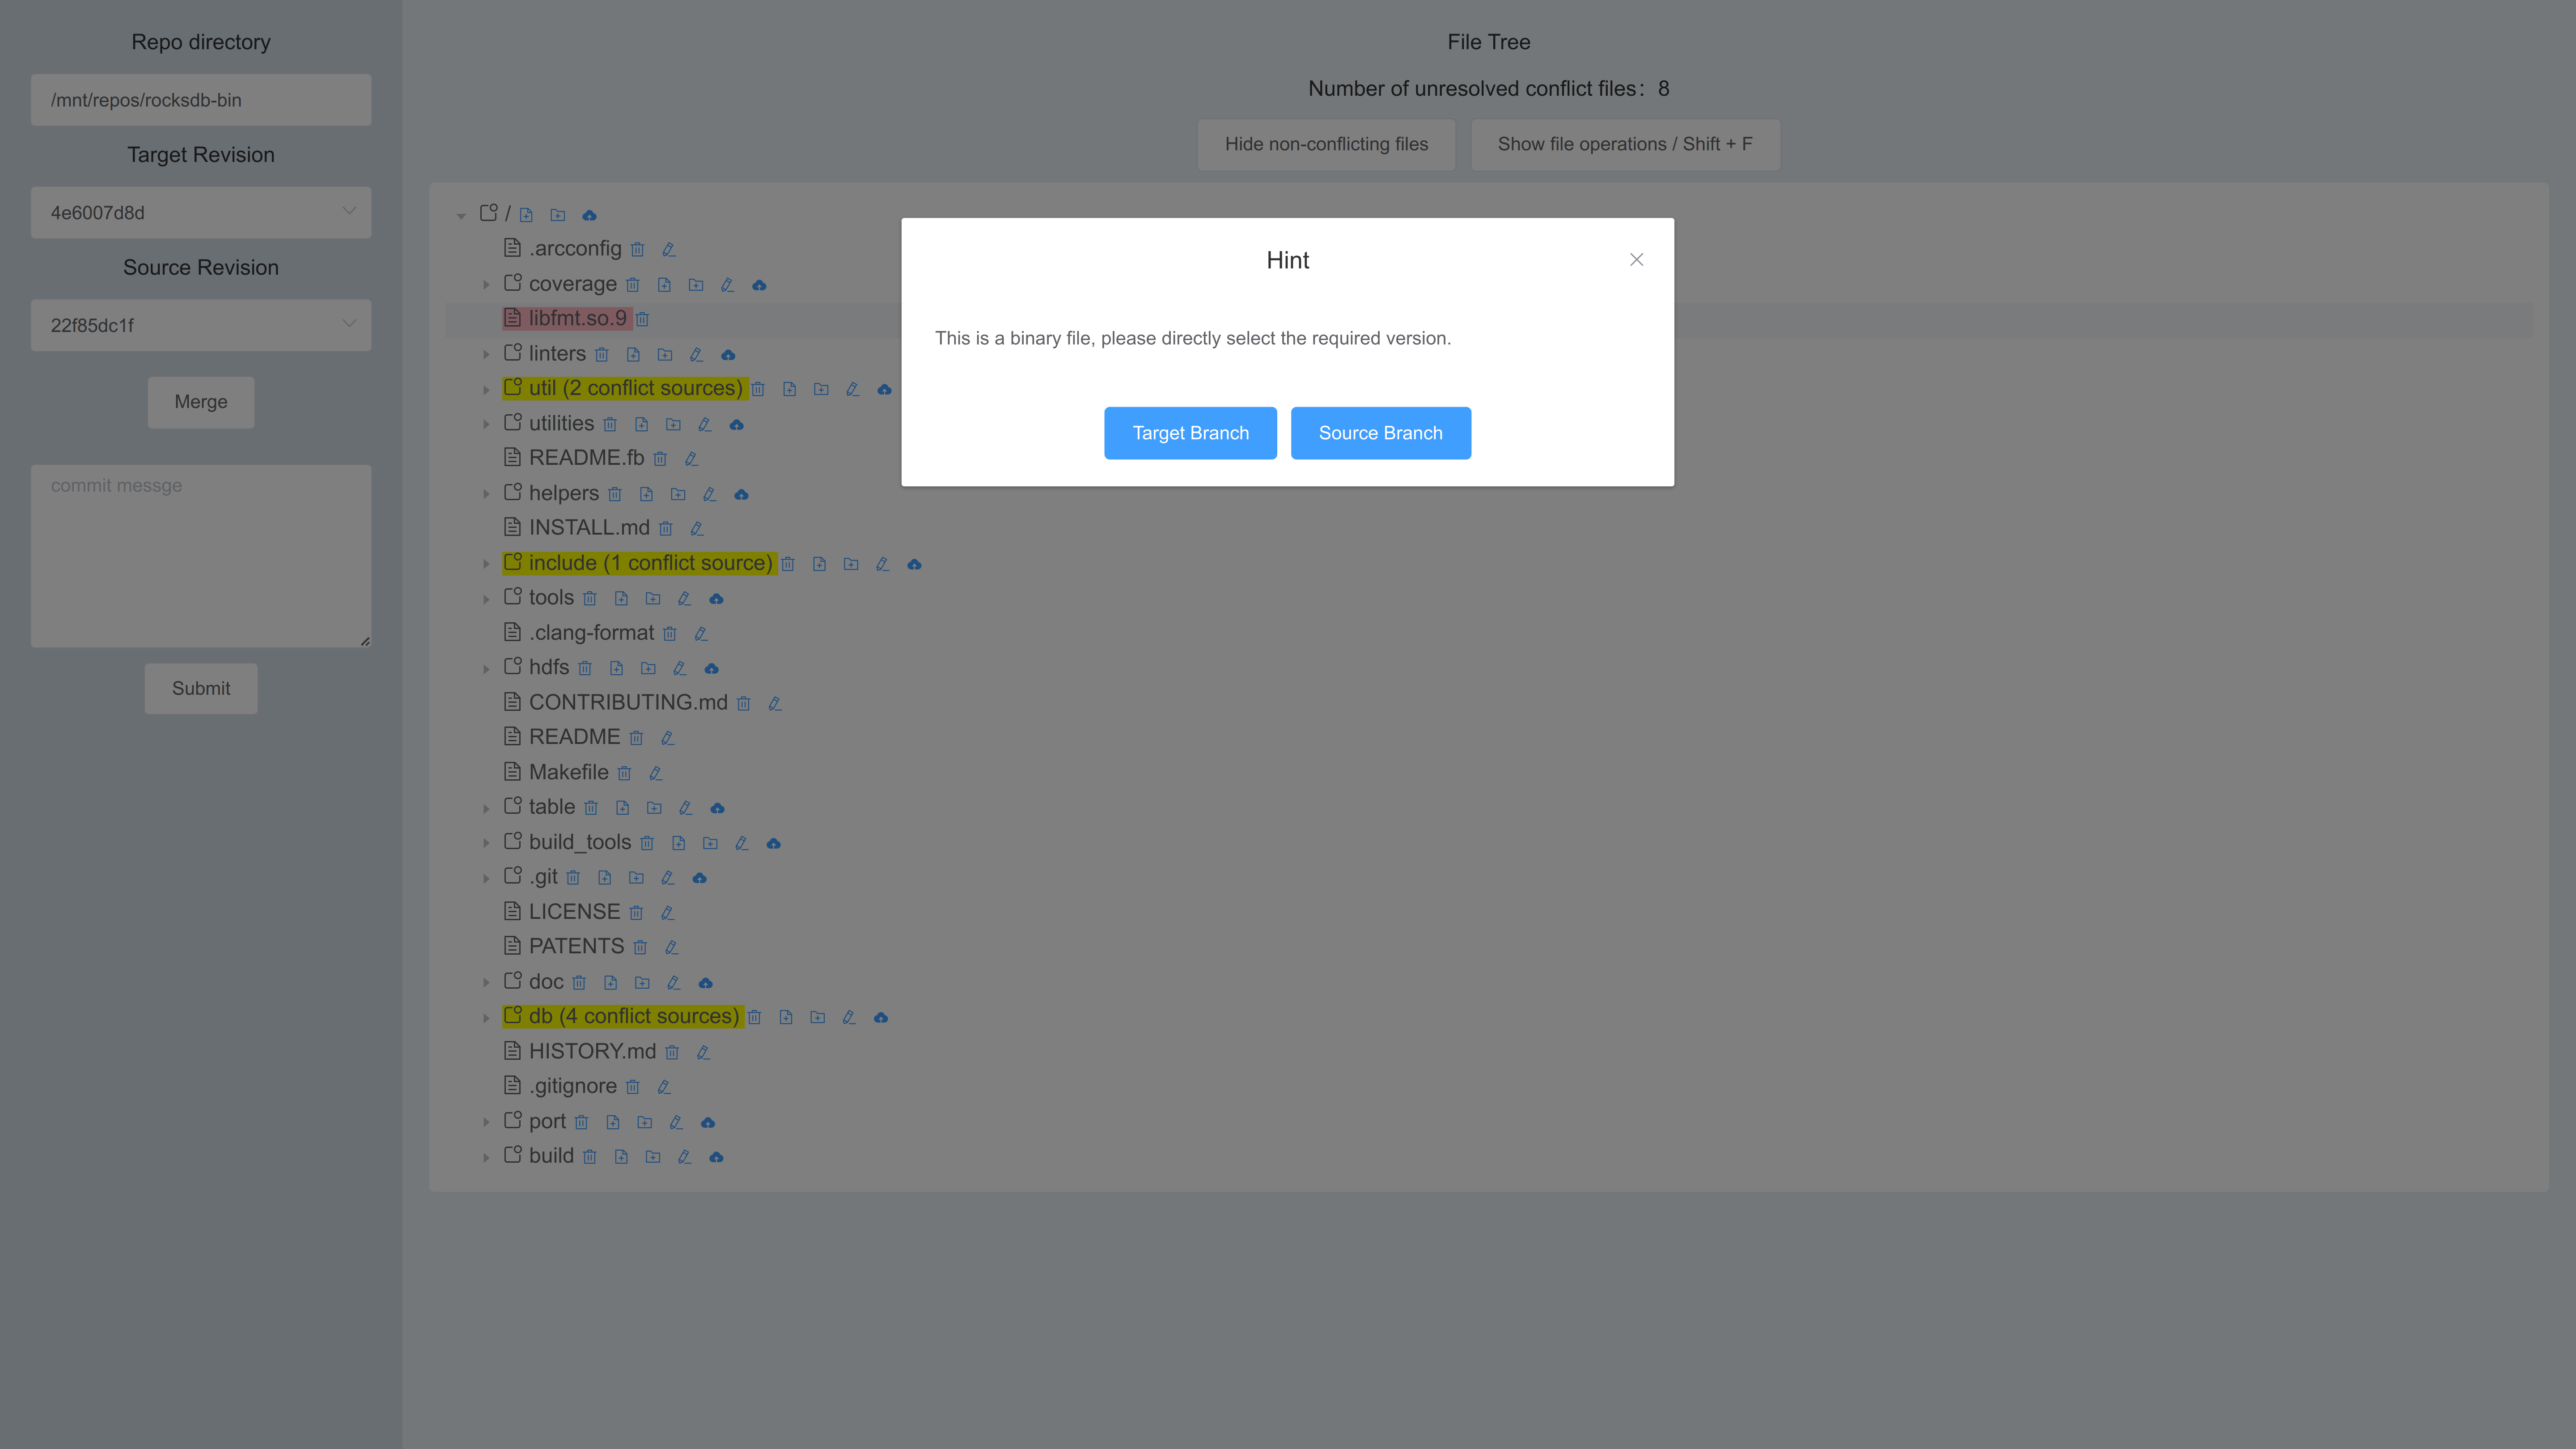 Repo directory
/mnt/repos/rocksdb-bin
Target Revision
4e6007d8d
Source Revision
22f85dc1f
Merge
commit messge
Submit
File Tree
Number of unresolved conflict files: 8
Hide non-conflicting files
Show file operations / Shift + F
/
.arcconfig
coverage
libfmt.so.9
linters
util (2 conflict sources)
utilities
README.fb
helpers
INSTALL.md
include (1 conflict source)
tools
.clang-format
hdfs
CONTRIBUTING.md
README
Makefile
table
build_tools
.git
LICENSE
PATENTS
doc
db (4 conflict sources)
HISTORY.md
.gitignore
port
build
Hint
This is a binary file, please directly select the required version.
Target Branch
Source Branch